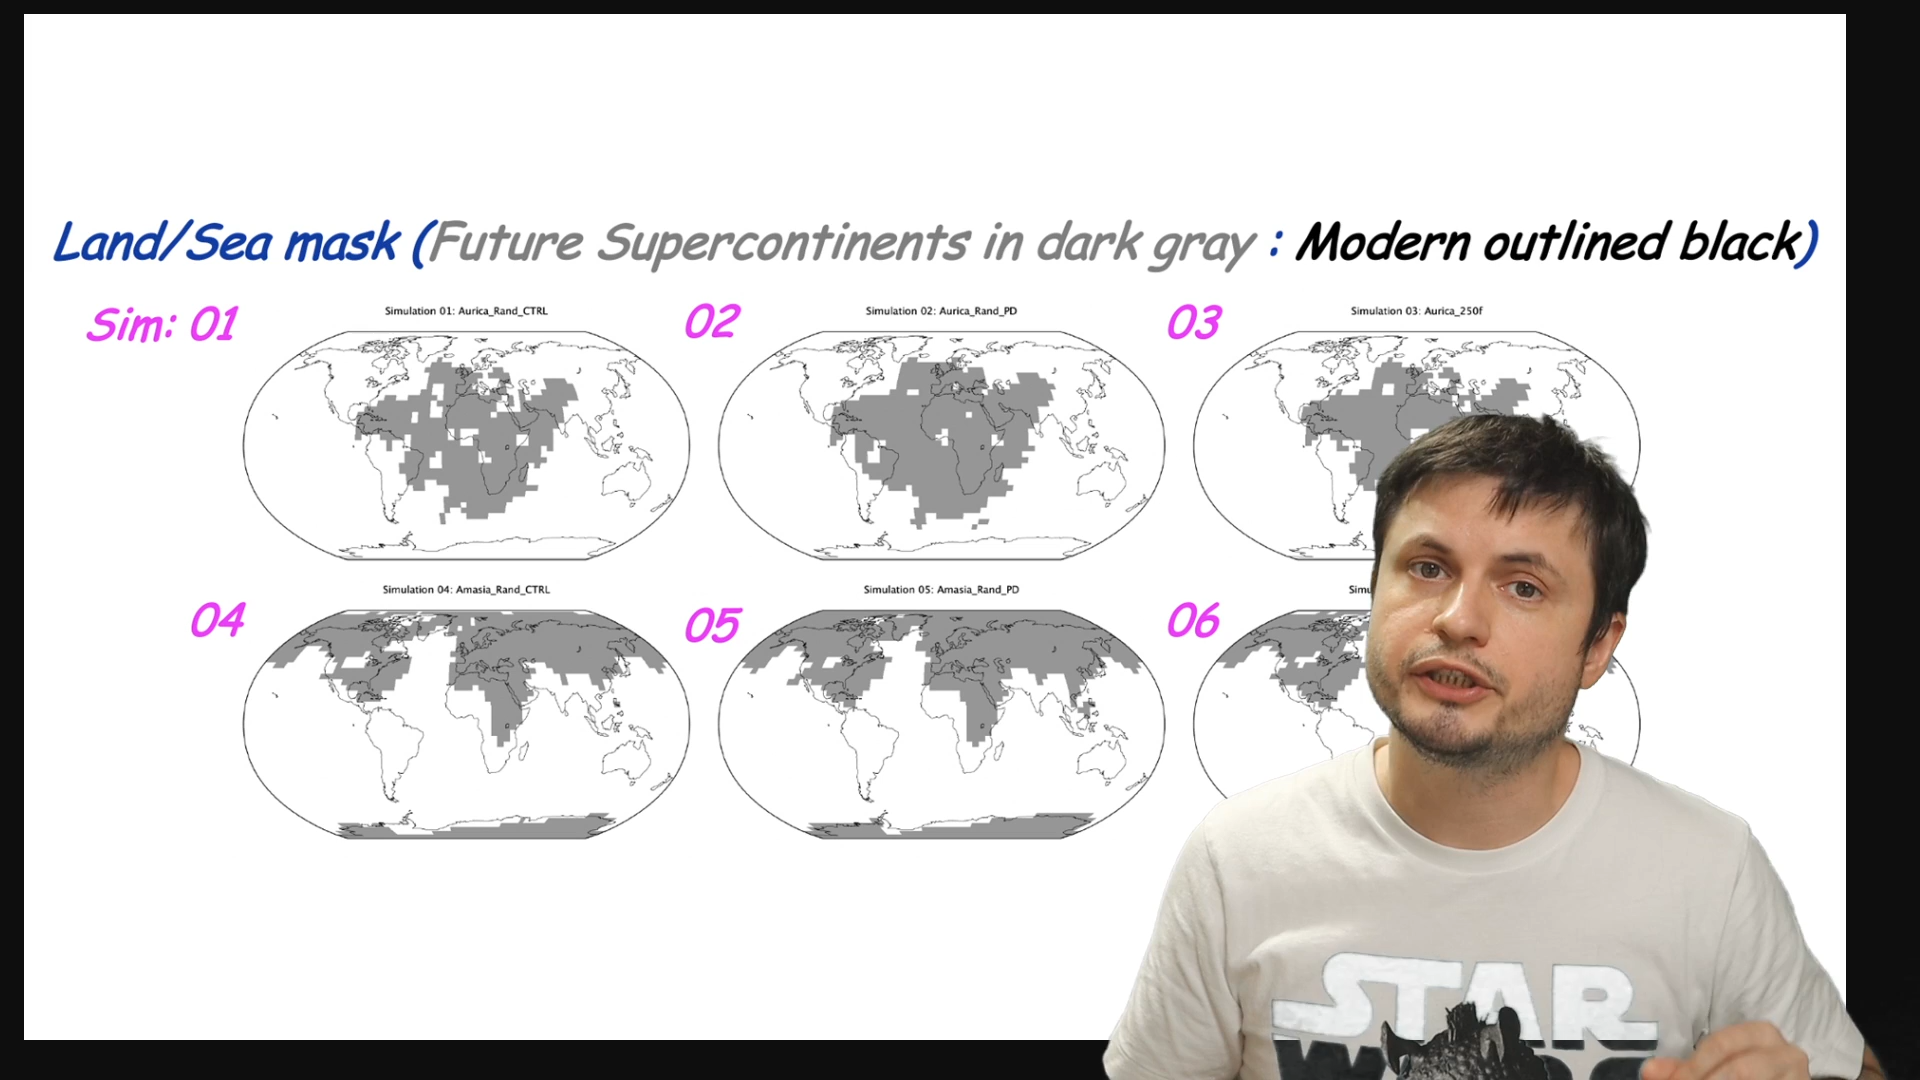 Land/Sea mask (Future Supercontinents in dark gray : Modern outlined black)
Sim: 01
Simulation 01: Aurica_Rand_CTRL
02
Simulation 02: Aurica_Rand_PD
03
Simulation 03: Aurica_250f
04
Simulation 04: Amasia_Rand_CTRL
05
Simulation 05: Amasia_Rand_PD
06
STAR